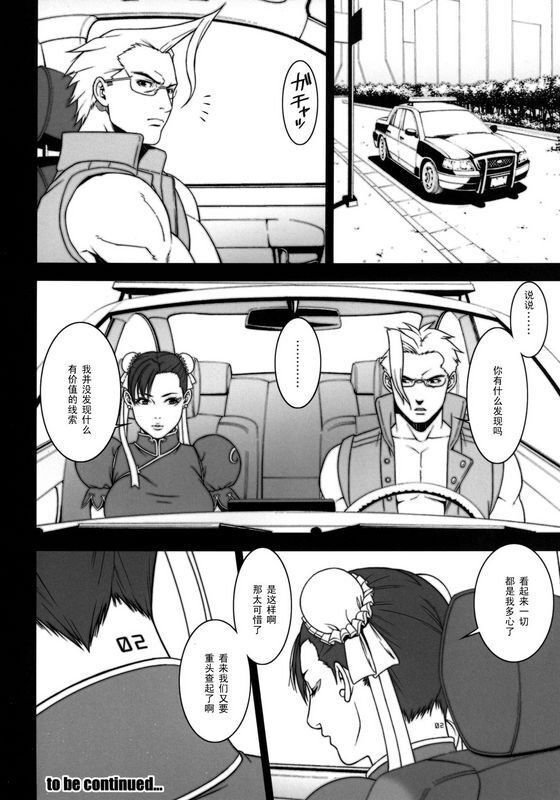 ガチャッ
说说……
你有什么发现吗
………
我并没发现什么
有价值的线索
看起来一切
都是我多心了
是这样啊
那太可惜了
看来我们又要
重头查起了啊
02
02
to be continued...